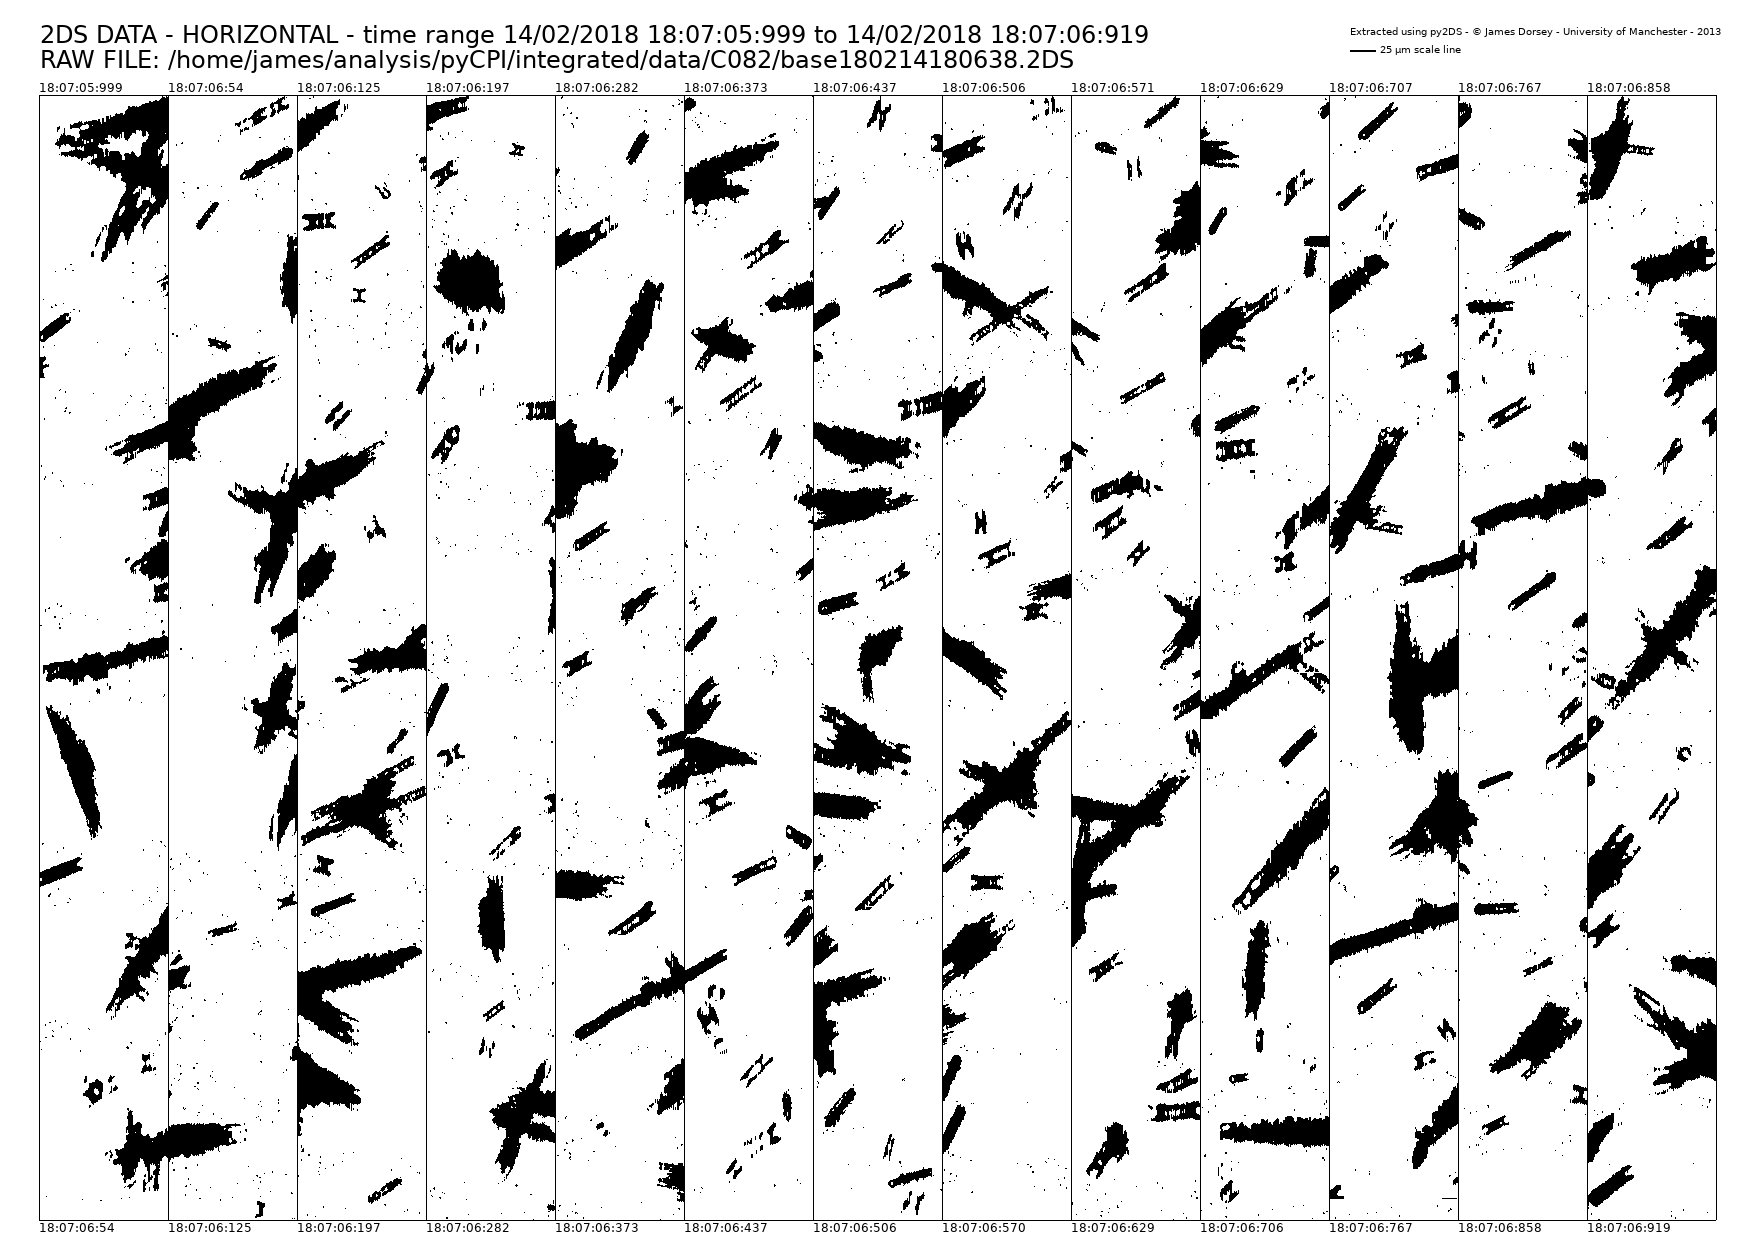 2DS DATA - HORIZONTAL - time range 14/02/2018 18:07:05:999 to 14/02/2018 18:07:06:919
RAW FILE: /home/james/analysis/pyCPI/integrated/data/C082/base180214180638.2DS
Extracted using py2DS - © James Dorsey - University of Manchester - 2013
25 µm scale line
18:07:05:999 18:07:06:54 18:07:06:125 18:07:06:197 18:07:06:282 18:07:06:373 18:07:06:437 18:07:06:506 18:07:06:571 18:07:06:629 18:07:06:707 18:07:06:767 18:07:06:858
18:07:06:54 18:07:06:125 18:07:06:197 18:07:06:282 18:07:06:373 18:07:06:437 18:07:06:506 18:07:06:570 18:07:06:629 18:07:06:706 18:07:06:767 18:07:06:858 18:07:06:919